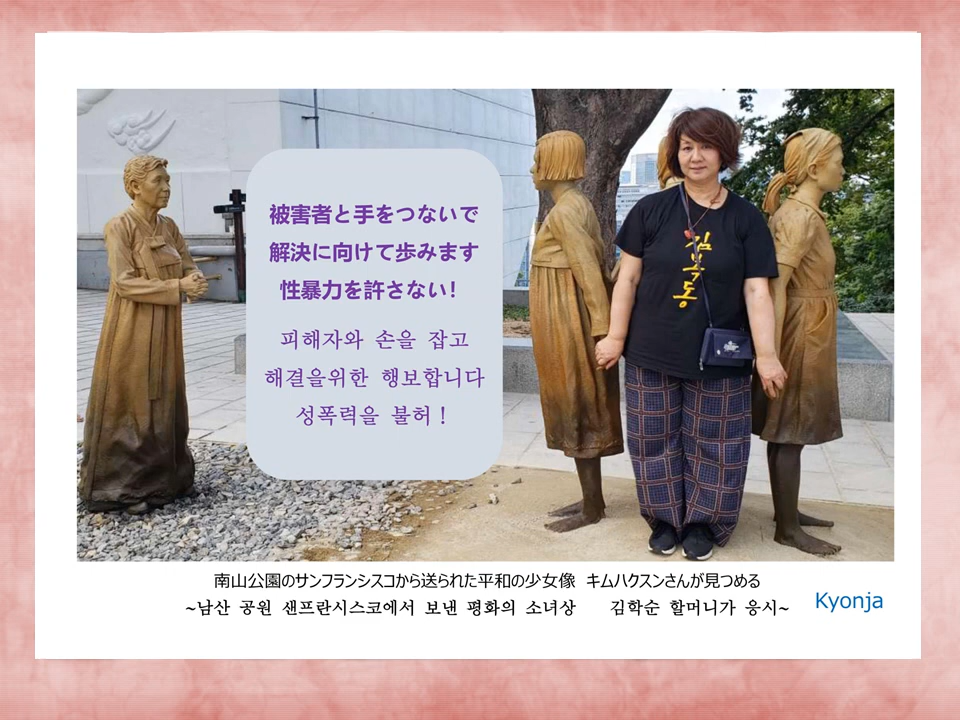 被害者と手をつないで
解決に向けて歩みます
性暴力を許さない!
피해자와 손을 잡고
해결을위한 행보합니다
성폭력을 불허 !
김복동
南山公園のサンフランシスコから送られた平和の少女像 キムハクスンさんが見つめる
~남산 공원 샌프란시스코에서 보낸 평화의 소녀상 김학순 할머니가 응시~
Kyonja